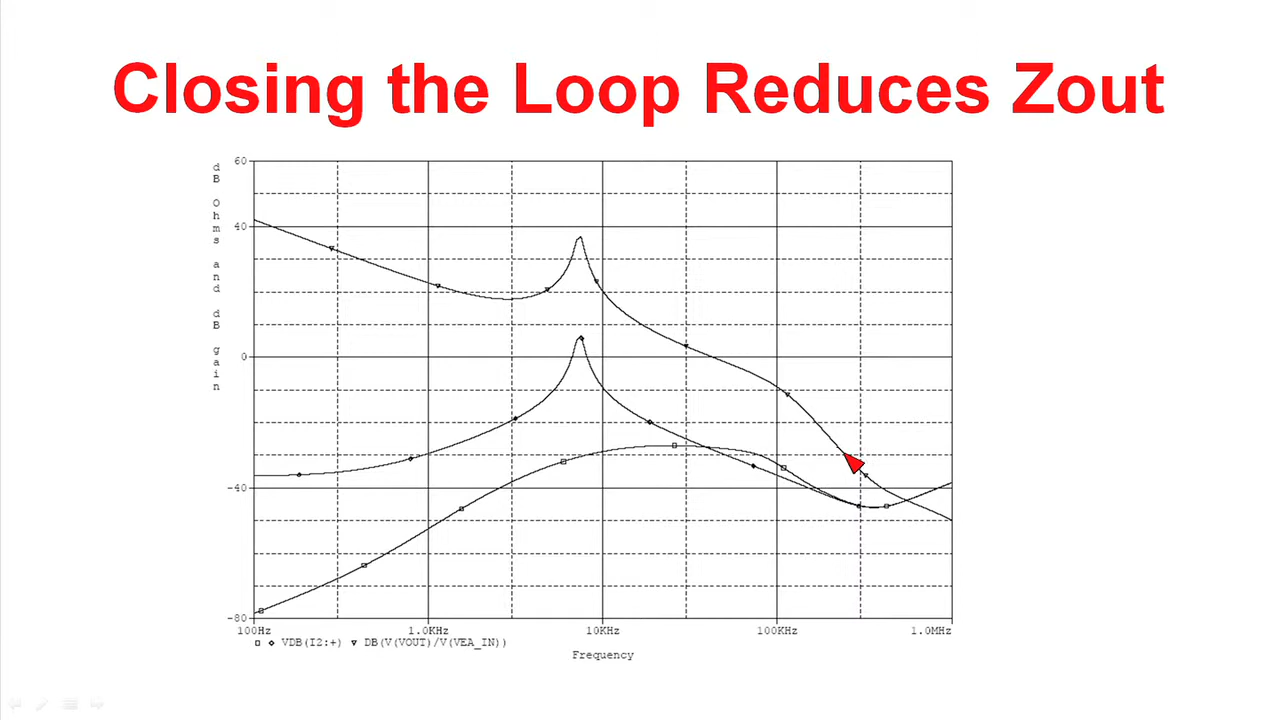 Closing the Loop Reduces Zout
dB Ohms and dB gain
60
40
0
-40
-80
100Hz 1.0KHz 10KHz 100KHz 1.0MHz
VDB(I2:+) DB(V(VOUT)/V(VEA_IN))
Frequency